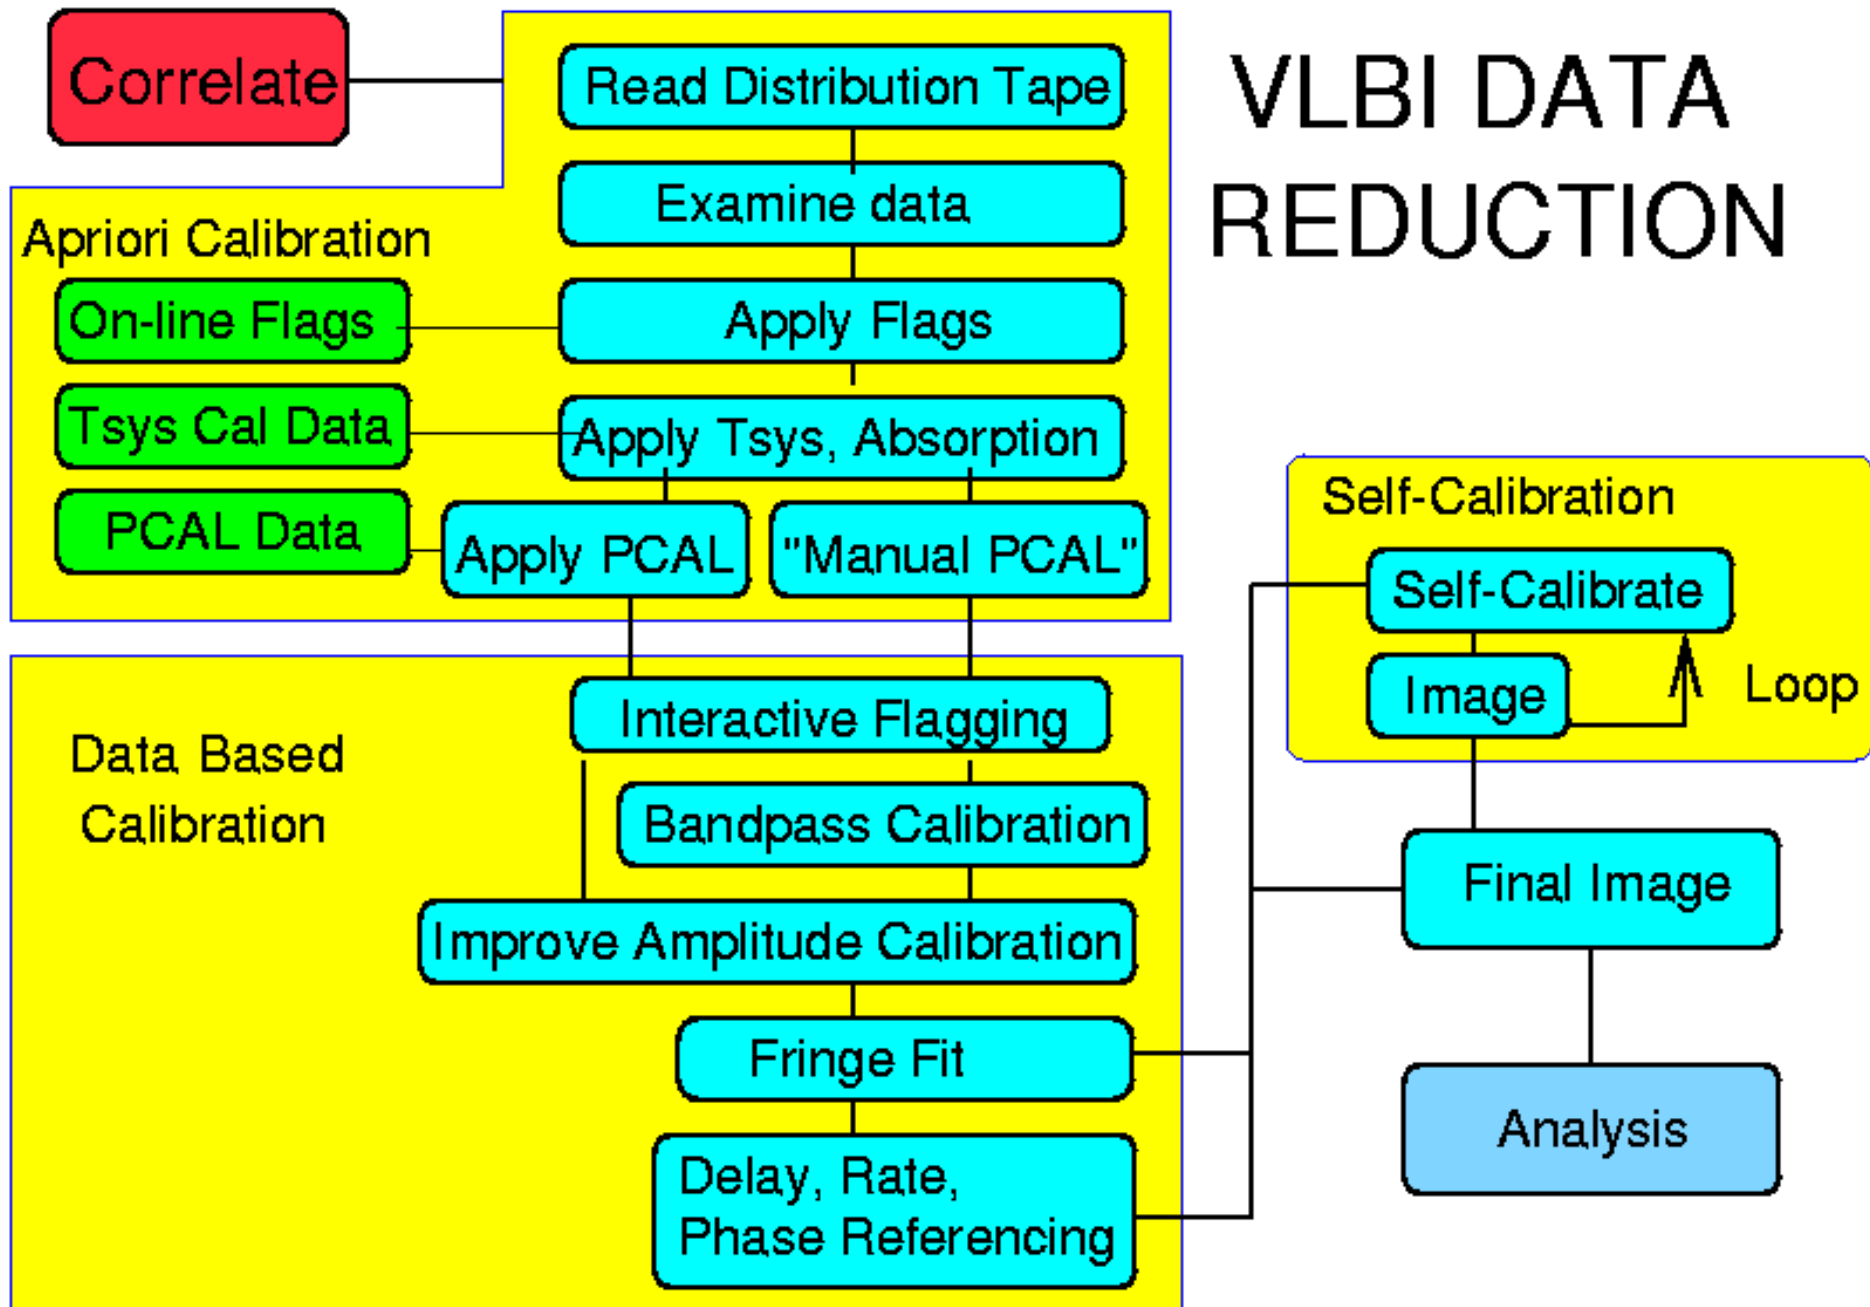 Correlate
VLBI DATA
REDUCTION
Read Distribution Tape
Examine data
Apriori Calibration
On-line Flags
Apply Flags
Tsys Cal Data
Apply Tsys, Absorption
PCAL Data
Apply PCAL
"Manual PCAL"
Self-Calibration
Self-Calibrate
Image
Loop
Data Based
Calibration
Interactive Flagging
Bandpass Calibration
Improve Amplitude Calibration
Fringe Fit
Delay, Rate,
Phase Referencing
Final Image
Analysis